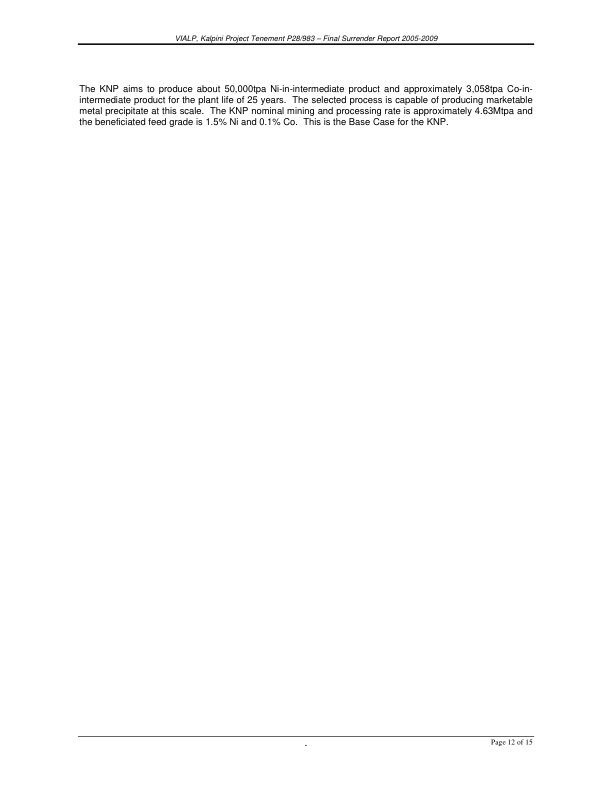 VIALP, Kalpini Project Tenement P28/983 – Final Surrender Report 2005-2009
The KNP aims to produce about 50,000tpa Ni-in-intermediate product and approximately 3,058tpa Co-in-
intermediate product for the plant life of 25 years.  The selected process is capable of producing marketable
metal precipitate at this scale.  The KNP nominal mining and processing rate is approximately 4.63Mtpa and
the beneficiated feed grade is 1.5% Ni and 0.1% Co.  This is the Base Case for the KNP.
Page 12 of 15
-